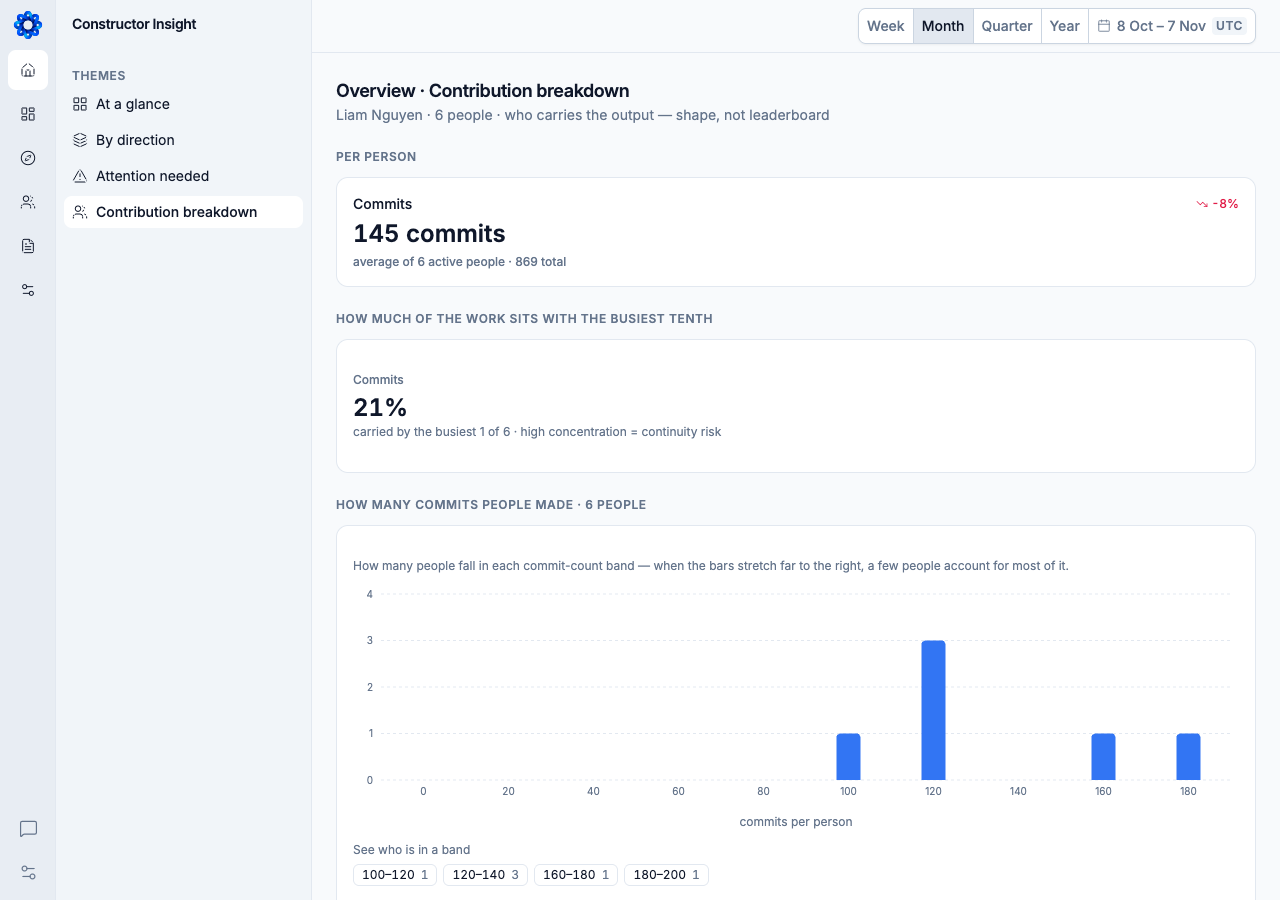 Constructor Insight
THEMES
At a glance
By direction
Attention needed
Contribution breakdown
Week Month Quarter Year 8 Oct – 7 Nov UTC
Overview · Contribution breakdown
Liam Nguyen · 6 people · who carries the output — shape, not leaderboard
PER PERSON
Commits -8%
145 commits
average of 6 active people · 869 total
HOW MUCH OF THE WORK SITS WITH THE BUSIEST TENTH
Commits
21%
carried by the busiest 1 of 6 · high concentration = continuity risk
HOW MANY COMMITS PEOPLE MADE · 6 PEOPLE
How many people fall in each commit-count band — when the bars stretch far to the right, a few people account for most of it.
4
3
2
1
0
0 20 40 60 80 100 120 140 160 180
commits per person
See who is in a band
100–120 1 120–140 3 160–180 1 180–200 1